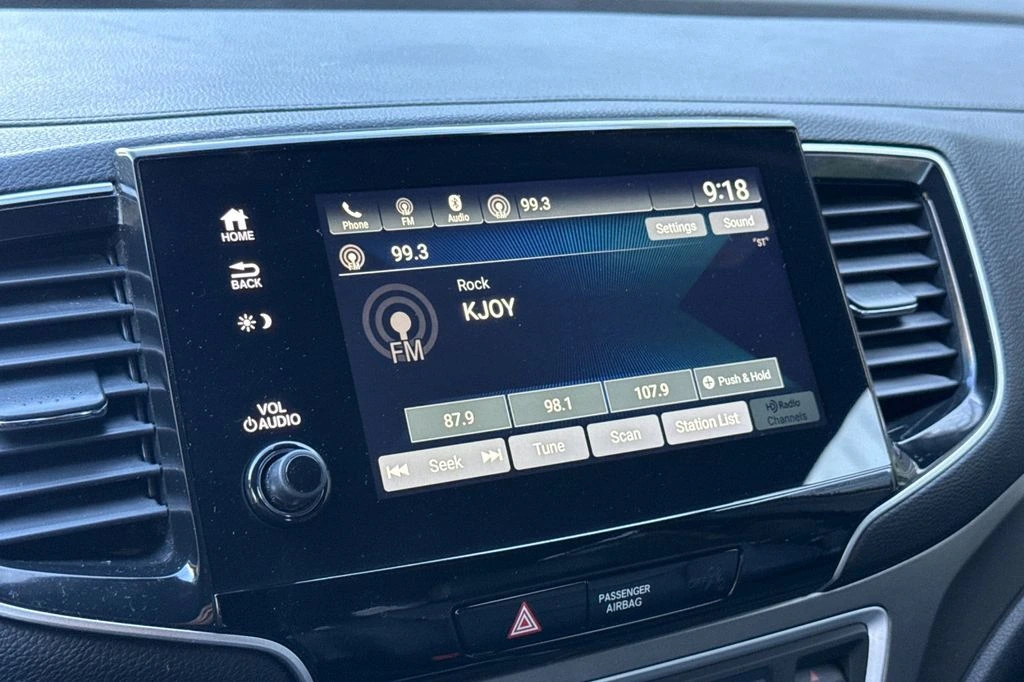 HOME
BACK
VOL
AUDIO
Phone
FM
Audio
99.3
9:18
99.3
Settings
Sound
"ST"
Rock
KJOY
FM
87.9
98.1
107.9
Push & Hold
Seek
Tune
Scan
Station List
HD Radio
Channels
PASSENGER
AIRBAG